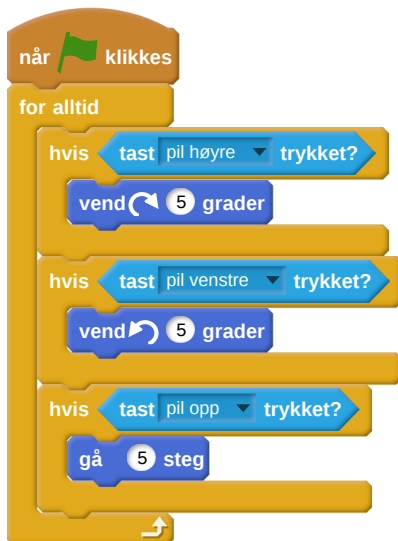 når klikkes
for alltid
hvis tast pil høyre trykket?
vend 5 grader
hvis tast pil venstre trykket?
vend 5 grader
hvis tast pil opp trykket?
gå 5 steg